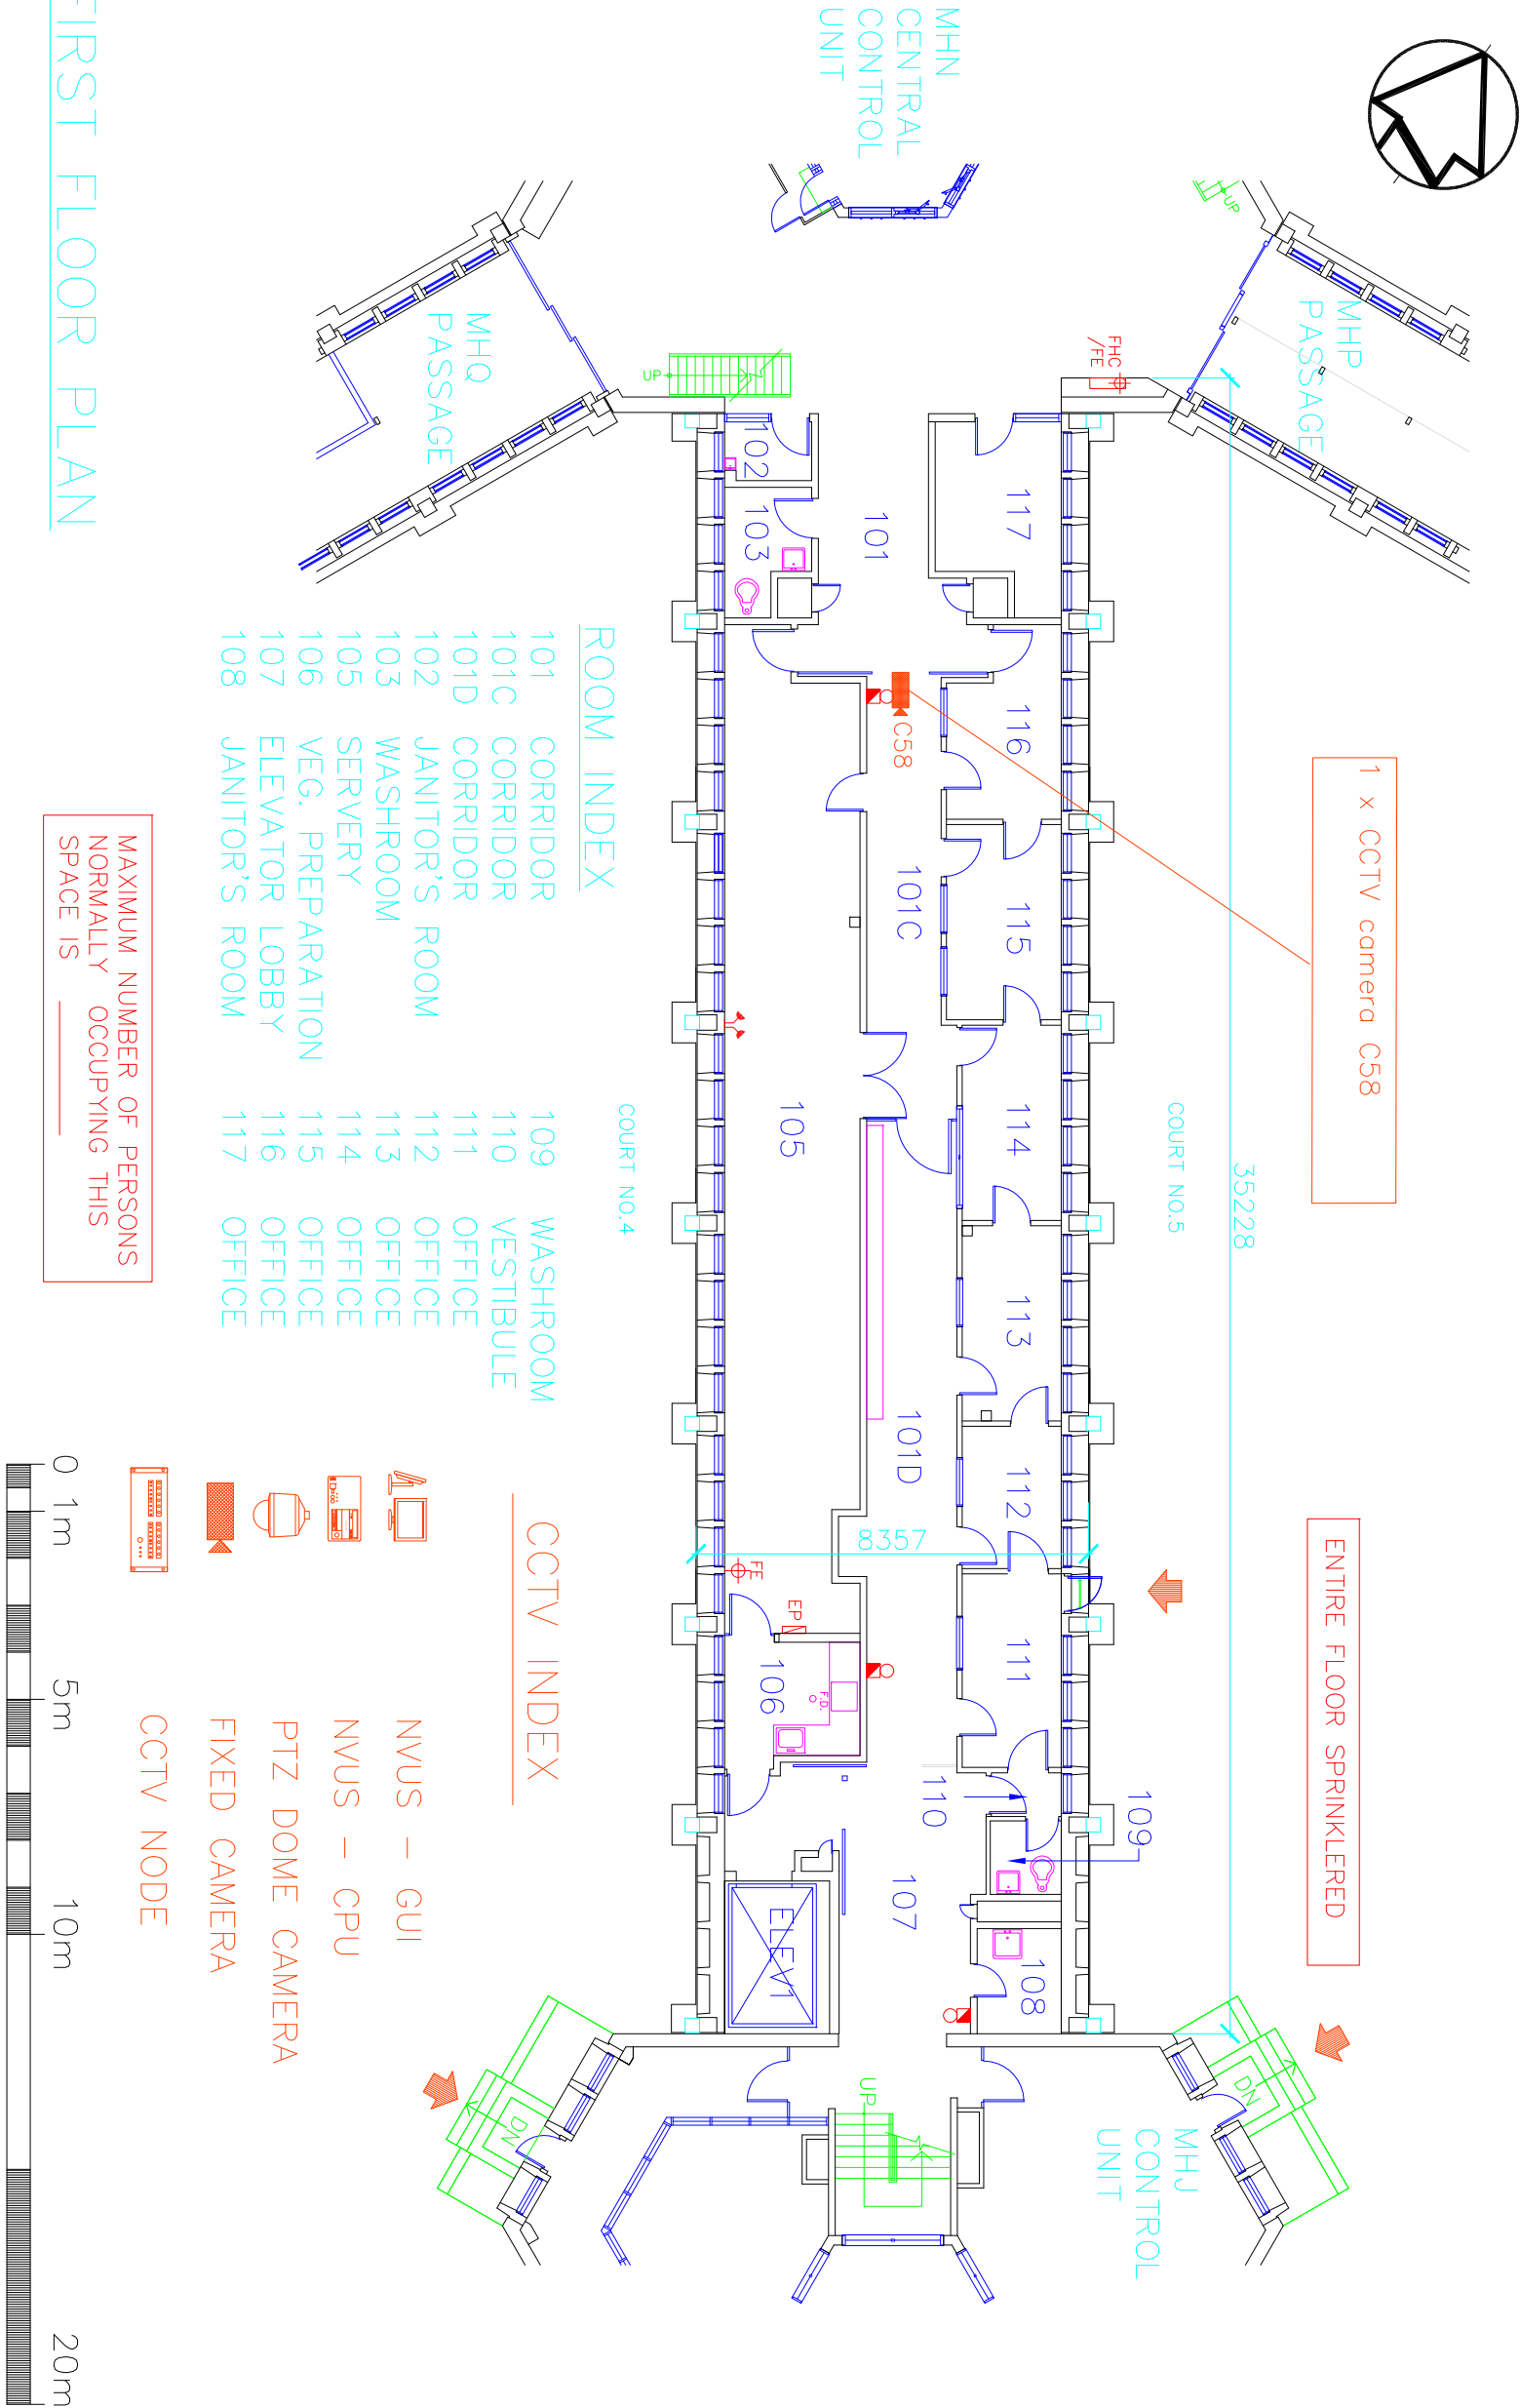 MHN
CENTRAL
CONTROL
UNIT
UP
MHP
PASSAGE
MHQ
PASSAGE
FHC
/FE
UP
1 x CCTV camera C58
ENTIRE FLOOR SPRINKLERED
35228
COURT NO.5
117
116
115
114
113
112
111
109
110
108
101
C58
101C
101D
107
8357
102
103
105
FE
EP
106
F.D.
ELEV1
UP
DN
DN
MHJ
CONTROL
UNIT
COURT NO.4
ROOM INDEX
101 CORRIDOR
101C CORRIDOR
101D CORRIDOR
102 JANITOR'S ROOM
103 WASHROOM
105 SERVERY
106 VEG. PREPARATION
107 ELEVATOR LOBBY
108 JANITOR'S ROOM
109 WASHROOM
110 VESTIBULE
111 OFFICE
112 OFFICE
113 OFFICE
114 OFFICE
115 OFFICE
116 OFFICE
117 OFFICE
CCTV INDEX
NVUS - GUI
NVUS - CPU
PTZ DOME CAMERA
FIXED CAMERA
CCTV NODE
MAXIMUM NUMBER OF PERSONS
NORMALLY OCCUPYING THIS
SPACE IS
FIRST FLOOR PLAN
0 1m 5m 10m 20m